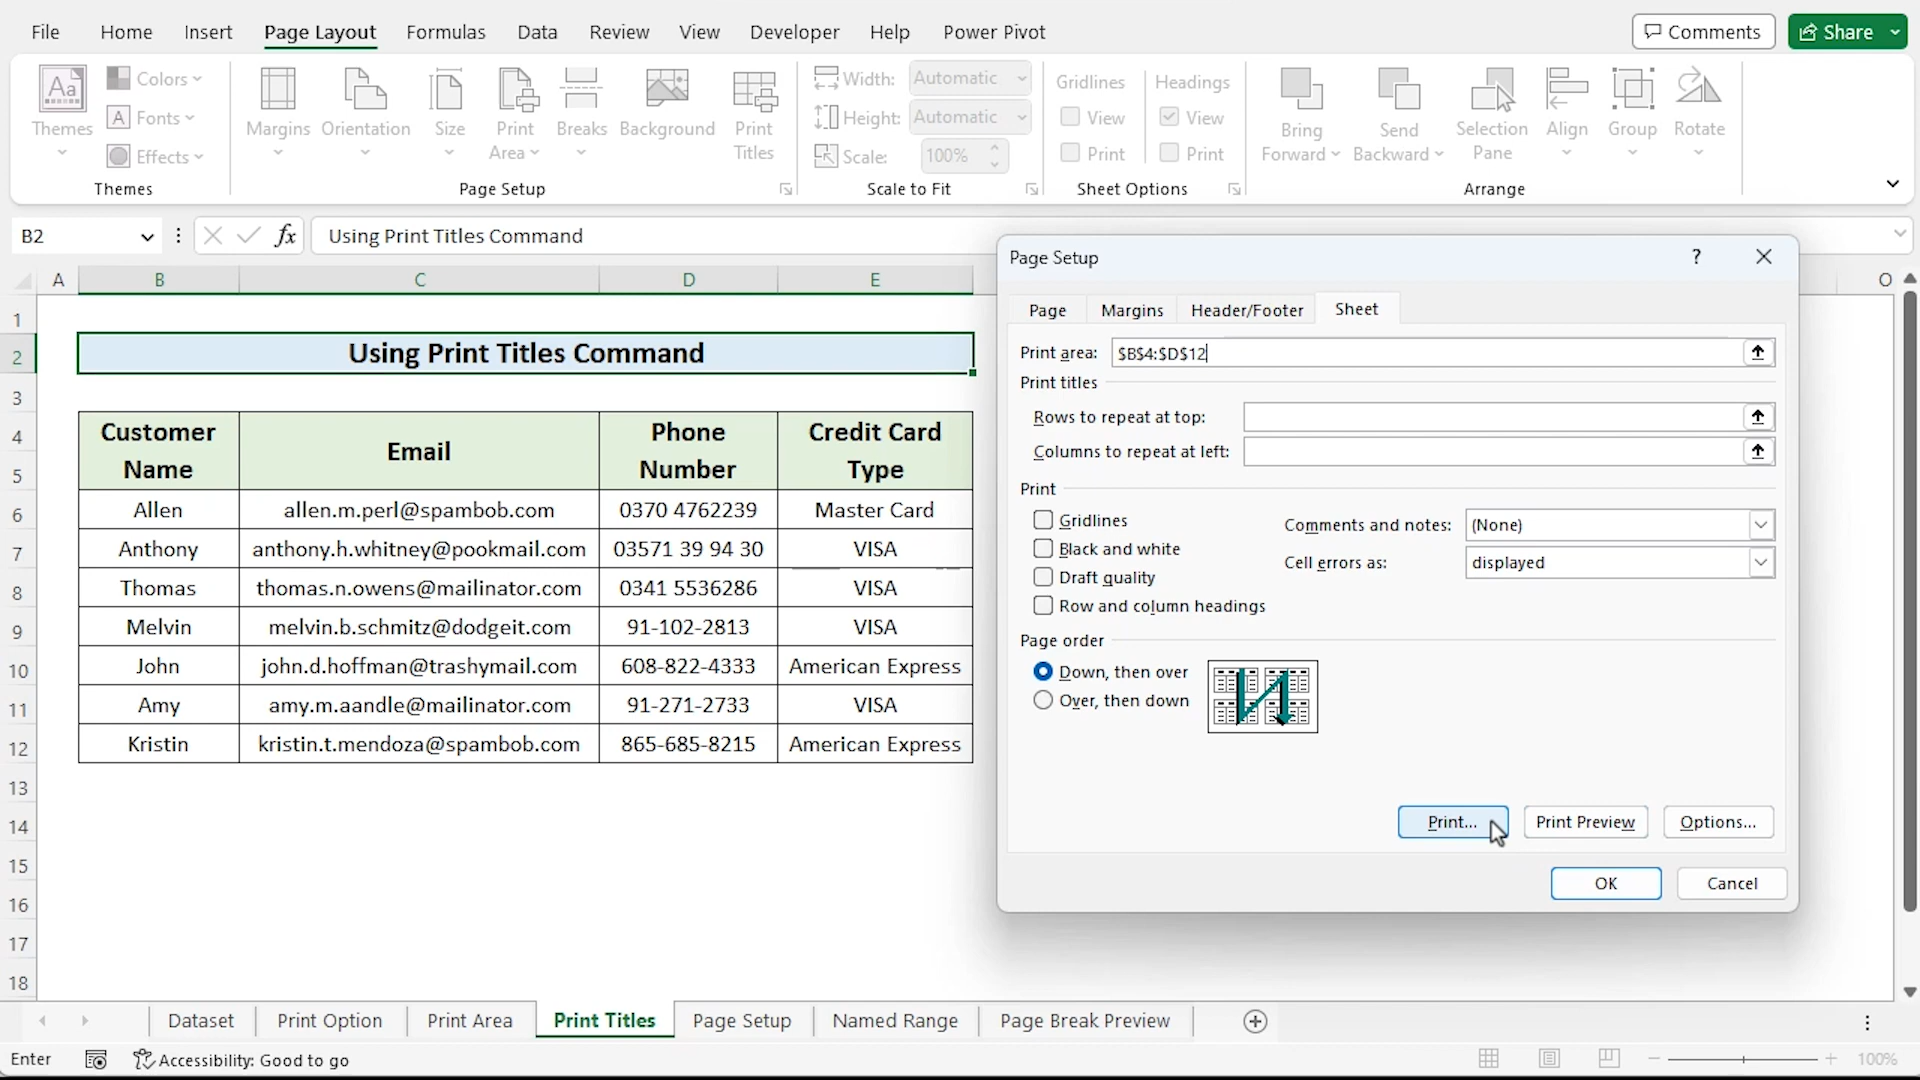 File Home Insert Page Layout Formulas Data Review View Developer Help Power Pivot Comments Share
Aa Colors Width: Automatic Gridlines Headings
A Fonts Height: Automatic View View
Themes Margins Orientation Size Print Breaks Background Print Bring Send Selection Align Group Rotate
Effects Area Titles Scale: 100% Print Print Forward Backward Pane
Themes Page Setup Scale to Fit Sheet Options Arrange
B2 fx Using Print Titles Command
A B C D E O
1
2 Using Print Titles Command
3
4 Customer Phone Credit Card
Email
5 Name Number Type
6 Allen allen.m.perl@spambob.com 0370 4762239 Master Card
7 Anthony anthony.h.whitney@pookmail.com 03571 39 94 30 VISA
8 Thomas thomas.n.owens@mailinator.com 0341 5536286 VISA
9 Melvin melvin.b.schmitz@dodgeit.com 91-102-2813 VISA
10 John john.d.hoffman@trashymail.com 608-822-4333 American Express
11 Amy amy.m.aandle@mailinator.com 91-271-2733 VISA
12 Kristin kristin.t.mendoza@spambob.com 865-685-8215 American Express
13
14
15
16
17
18
Page Setup ?
Page Margins Header/Footer Sheet
Print area: $B$4:$D$12
Print titles
Rows to repeat at top:
Columns to repeat at left:
Print
Gridlines Comments and notes: (None)
Black and white Cell errors as: displayed
Draft quality
Row and column headings
Page order
Down, then over
Over, then down
Print... Print Preview Options...
OK Cancel
Dataset Print Option Print Area Print Titles Page Setup Named Range Page Break Preview
Enter Accessibility: Good to go 100%